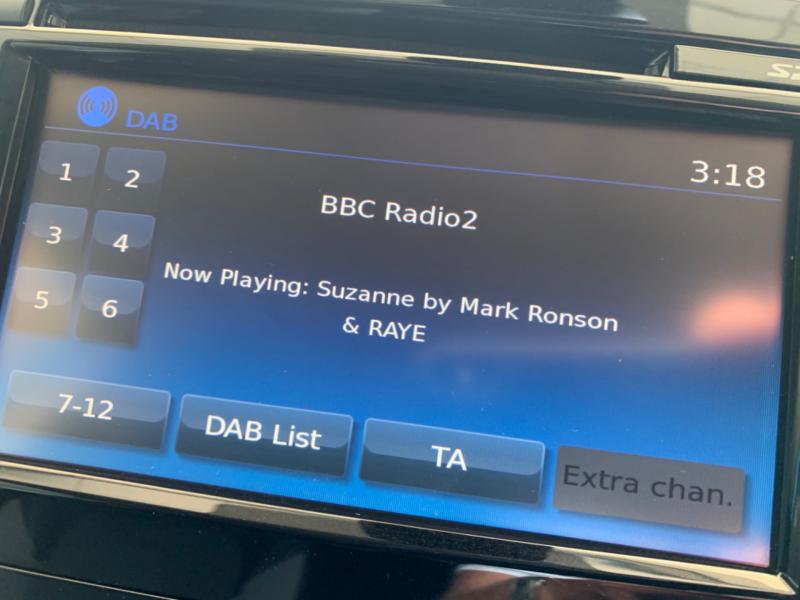 DAB
3:18
1 2
BBC Radio2
3 4
Now Playing: Suzanne by Mark Ronson
& RAYE
5 6
7-12
DAB List
TA
Extra chan.